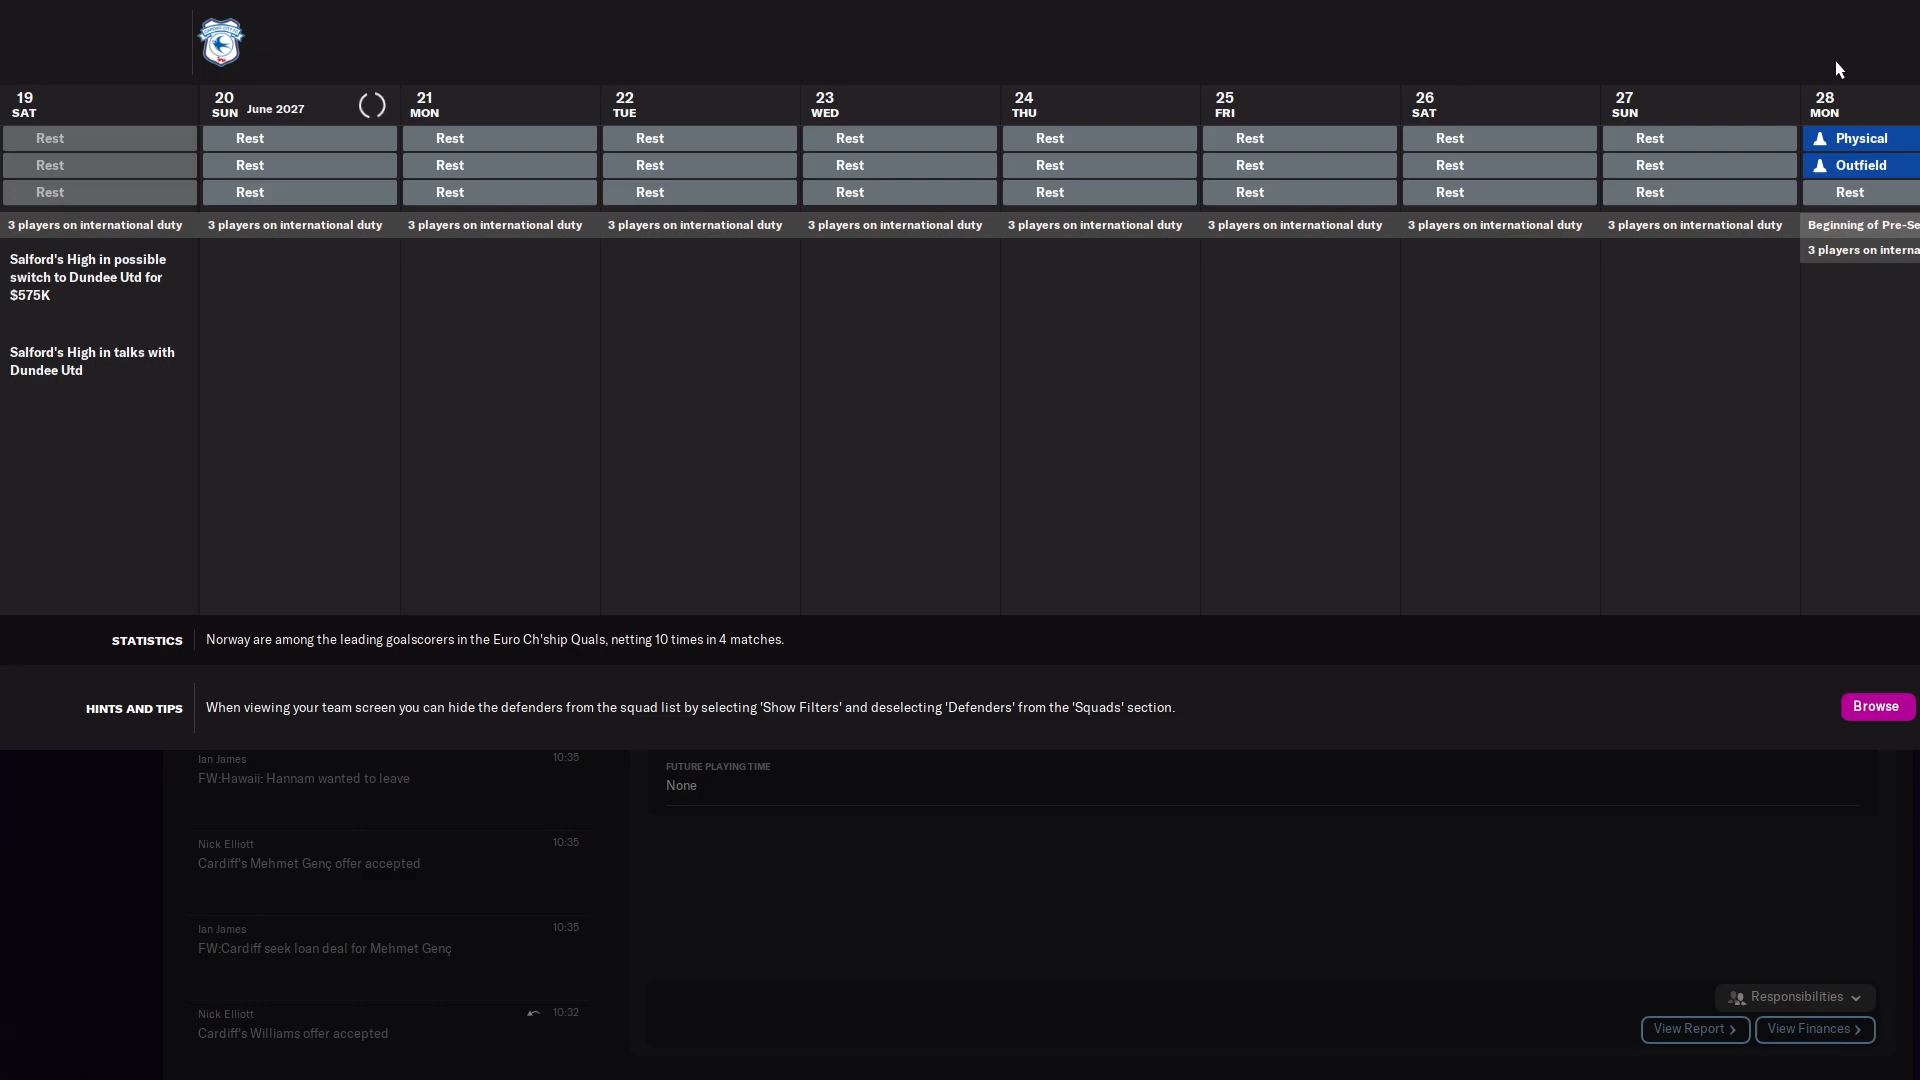 19
SAT
20
SUN June 2027
21
MON
22
TUE
23
WED
24
THU
25
FRI
26
SAT
27
SUN
28
MON
Rest Rest Rest Rest Rest Rest Rest Rest Rest Physical
Rest Rest Rest Rest Rest Rest Rest Rest Rest Outfield
Rest Rest Rest Rest Rest Rest Rest Rest Rest Rest
3 players on international duty 3 players on international duty 3 players on international duty 3 players on international duty 3 players on international duty 3 players on international duty 3 players on international duty 3 players on international duty 3 players on international duty Beginning of Pre-Se
3 players on interna
Salford's High in possible
switch to Dundee Utd for
$575K
Salford's High in talks with
Dundee Utd
STATISTICS Norway are among the leading goalscorers in the Euro Ch'ship Quals, netting 10 times in 4 matches.
HINTS AND TIPS When viewing your team screen you can hide the defenders from the squad list by selecting 'Show Filters' and deselecting 'Defenders' from the 'Squads' section. Browse
Ian James 10:35
FW:Hawaii: Hannam wanted to leave
Nick Elliott 10:35
Cardiff's Mehmet Genç offer accepted
Ian James 10:35
FW:Cardiff seek loan deal for Mehmet Genç
Nick Elliott 10:32
Cardiff's Williams offer accepted
FUTURE PLAYING TIME
None
Responsibilities
View Report View Finances